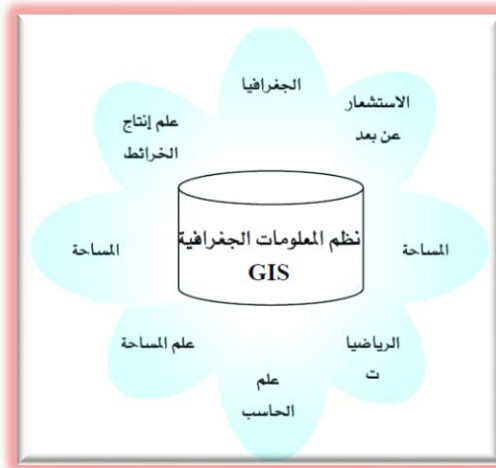 الجغرافيا
الاستشعار
عن بعد
علم إنتاج
الخرائط
نظم المعلومات الجغرافية
GIS
المساحة
المساحة
الرياضيا
ت
علم المساحة
علم
الحاسب